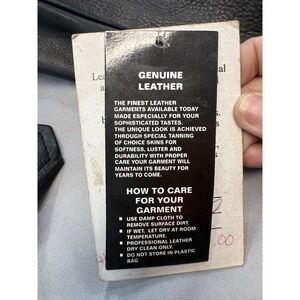 GENUINE
LEATHER
THE FINEST LEATHER
GARMENTS AVAILABLE TODAY
MADE ESPECIALLY FOR YOUR
SOPHISTICATED TASTES.
THE UNIQUE LOOK IS ACHIEVED
THROUGH SPECIAL TANNING
OF CHOICE SKINS FOR
SOFTNESS, LUSTER AND
DURABILITY WITH PROPER
CARE YOUR GARMENT WILL
MAINTAIN ITS BEAUTY FOR
YEARS TO COME.
HOW TO CARE
FOR YOUR
GARMENT
■ USE DAMP CLOTH TO
REMOVE SURFACE DIRT.
■ IF WET, LET DRY AT ROOM
TEMPERATURE.
■ PROFESSIONAL LEATHER
DRY CLEAN ONLY.
■ DO NOT STORE IN PLASTIC
BAG
.00